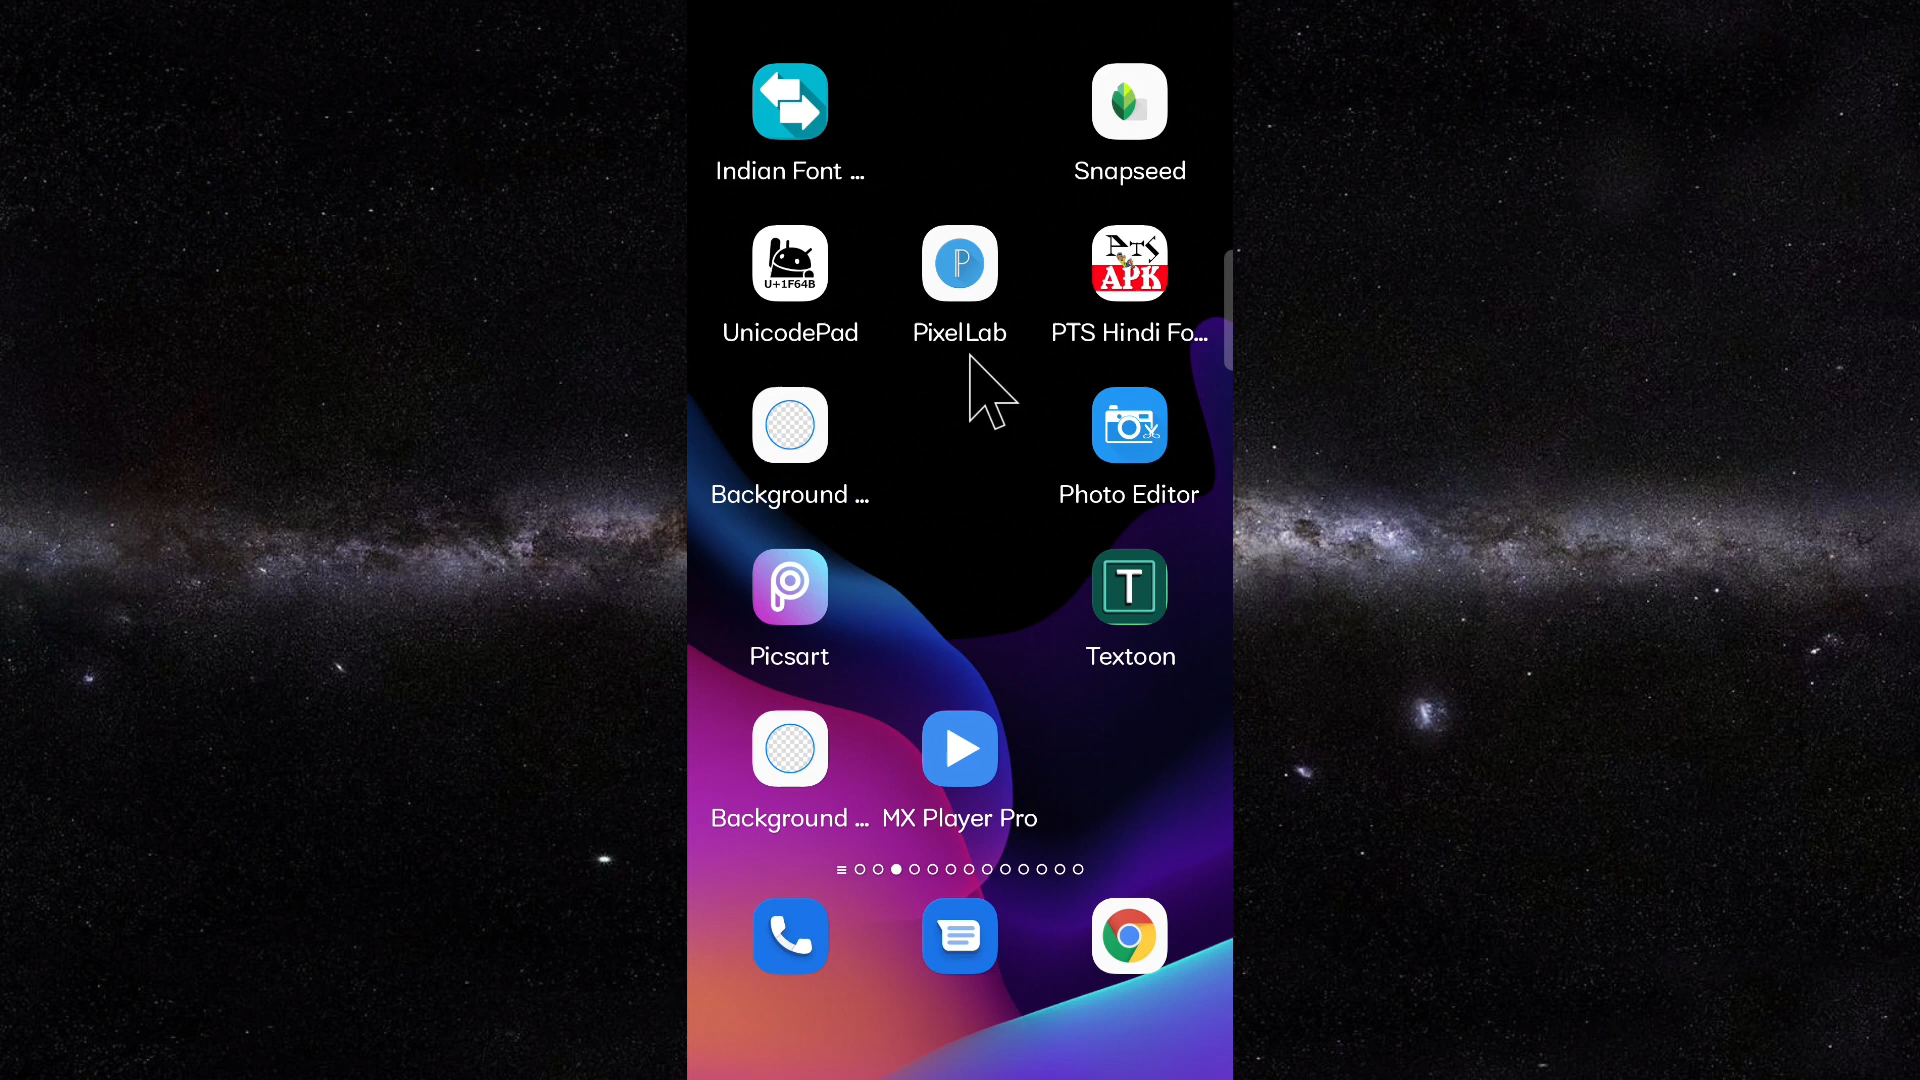 Indian Font ...
Snapseed
U+1F64B
PTS
APK
UnicodePad
PixelLab
PTS Hindi Fo...
Background ...
Photo Editor
T
Picsart
Textoon
Background ...
MX Player Pro